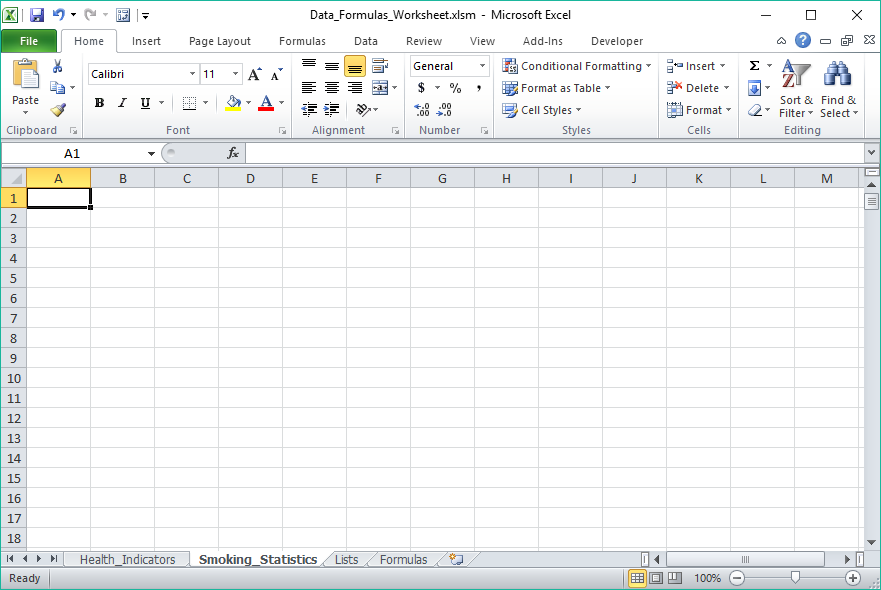 Data_Formulas_Worksheet.xlsm - Microsoft Excel
File Home Insert Page Layout Formulas Data Review View Add-Ins Developer
Calibri 11 A A General Conditional Formatting Insert Σ
Paste $ % , Format as Table Delete Sort & Filter Find & Select
B I U A Cell Styles Format
Clipboard Font Alignment Number Styles Cells Editing
A1 fx
A B C D E F G H I J K L M
1
2
3
4
5
6
7
8
9
10
11
12
13
14
15
16
17
18
Health_Indicators Smoking_Statistics Lists Formulas
Ready 100%